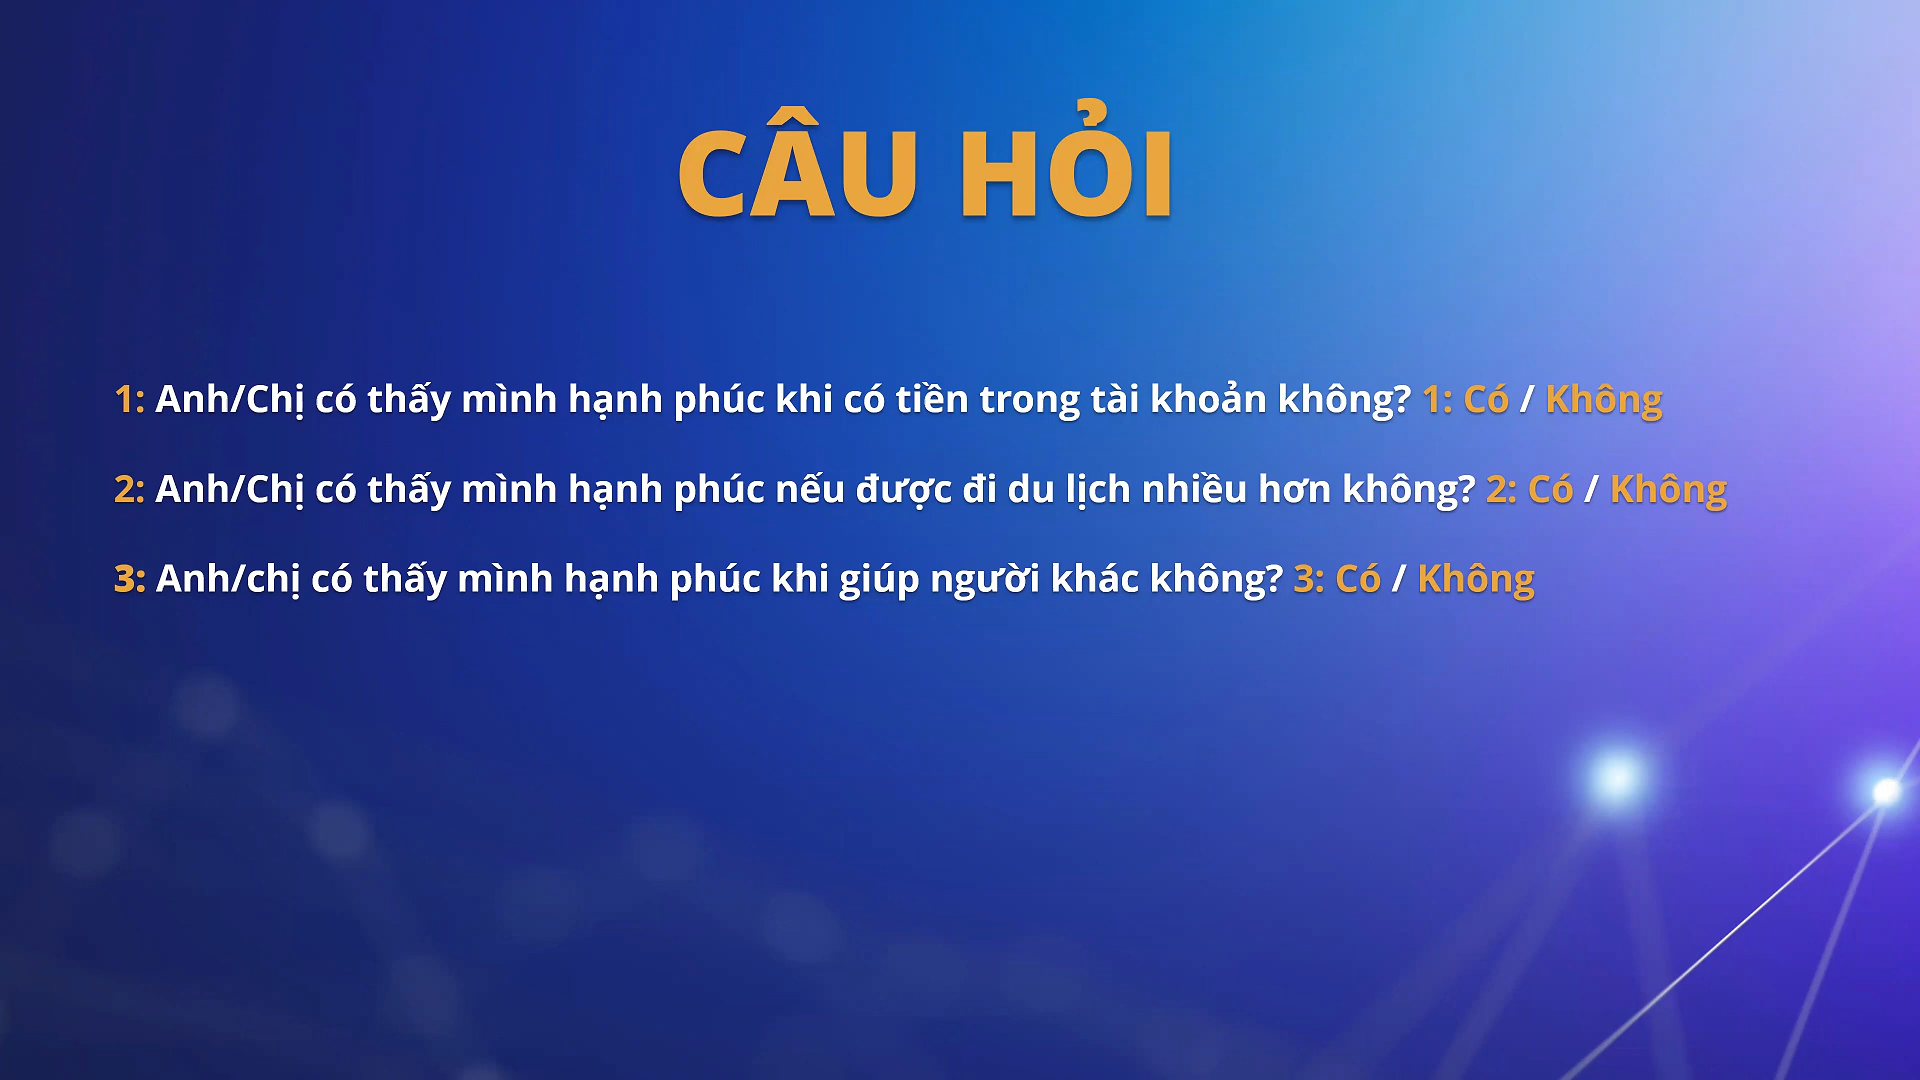 CÂU HỎI
1: Anh/Chị có thấy mình hạnh phúc khi có tiền trong tài khoản không? 1: Có / Không
2: Anh/Chị có thấy mình hạnh phúc nếu được đi du lịch nhiều hơn không? 2: Có / Không
3: Anh/chị có thấy mình hạnh phúc khi giúp người khác không? 3: Có / Không